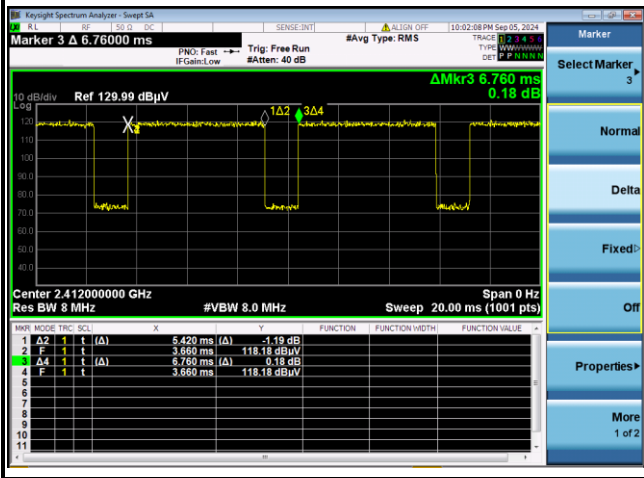 Keysight Spectrum Analyzer - Swept SA
RL RF 50 Ω DC SENSE:INT ALIGN OFF 10:02:08 PM Sep 05, 2024
Marker 3 Δ 6.76000 ms
PNO: Fast
IFGain:Low
Trig: Free Run
#Atten: 40 dB
#Avg Type: RMS
TRACE 1 2 3 4 5 6
TYPE WWWWWW
DET P P N N N N
ΔMkr3 6.760 ms
0.18 dB
10 dB/div Ref 129.99 dBµV
Log
120
110
100
90.0
80.0
70.0
60.0
50.0
40.0
X
1Δ2
3Δ4
Center 2.412000000 GHz Span 0 Hz
Res BW 8 MHz #VBW 8.0 MHz Sweep 20.00 ms (1001 pts)
MKR MODE TRC SCL X Y FUNCTION FUNCTION WIDTH FUNCTION VALUE
1 Δ2 1 t (Δ) 5.420 ms (Δ) -1.19 dB
2 F 1 t 3.660 ms 118.18 dBµV
3 Δ4 1 t (Δ) 6.760 ms (Δ) 0.18 dB
4 F 1 t 3.660 ms 118.18 dBµV
5
6
7
8
9
10
11
Marker
Select Marker
3
Normal
Delta
Fixed
Off
Properties
More
1 of 2